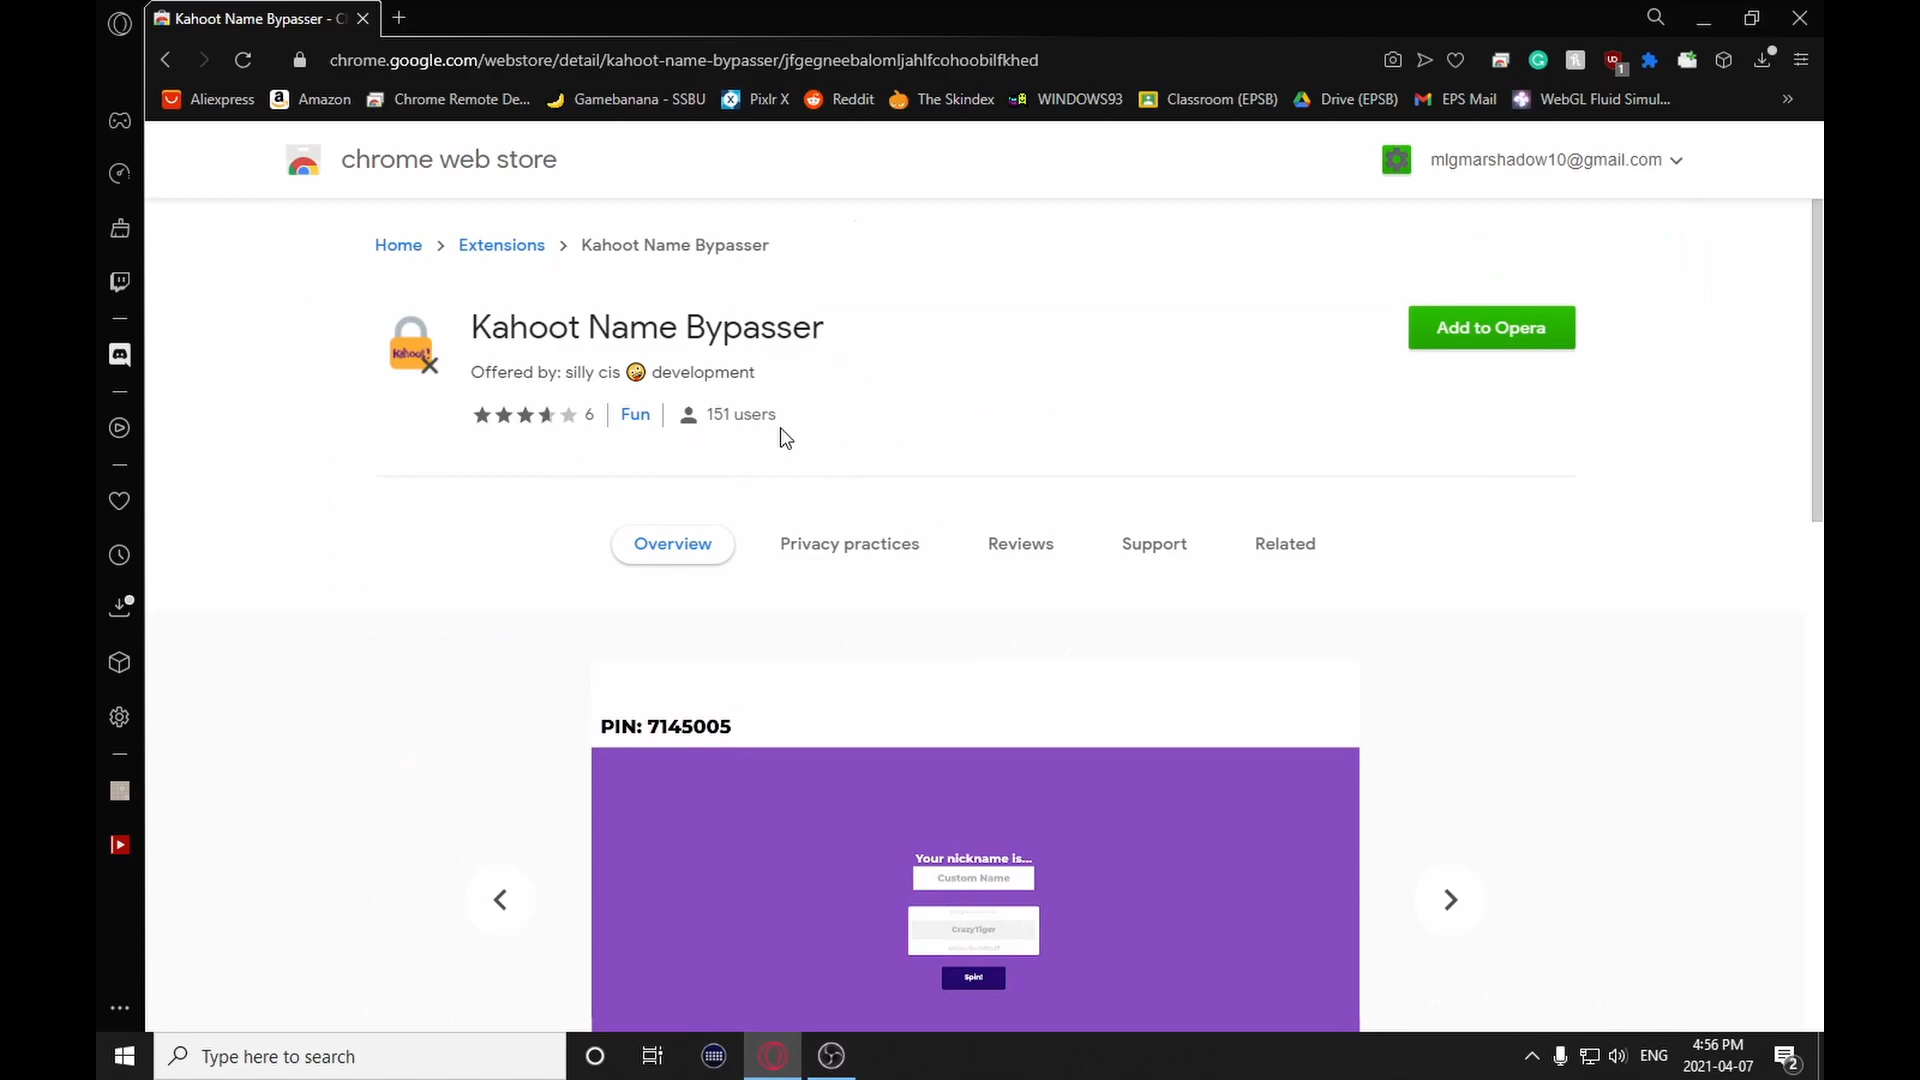 Kahoot Name Bypasser - C
chrome.google.com/webstore/detail/kahoot-name-bypasser/jfgegneebalomljahlfcohoobilfkhed
1
Aliexpress
Amazon
Chrome Remote De...
Gamebanana - SSBU
Pixlr X
Reddit
The Skindex
WINDOWS93
Classroom (EPSB)
Drive (EPSB)
EPS Mail
WebGL Fluid Simul...
chrome web store
mlgmarshadow10@gmail.com
Home
Extensions
Kahoot Name Bypasser
Kahoot!
Kahoot Name Bypasser
Add to Opera
Offered by: silly cis 🤪 development
6
Fun
151 users
Overview
Privacy practices
Reviews
Support
Related
PIN: 7145005
Your nickname is...
Custom Name
CrazyTiger
Spin!
Type here to search
ENG
4:56 PM
2021-04-07
2